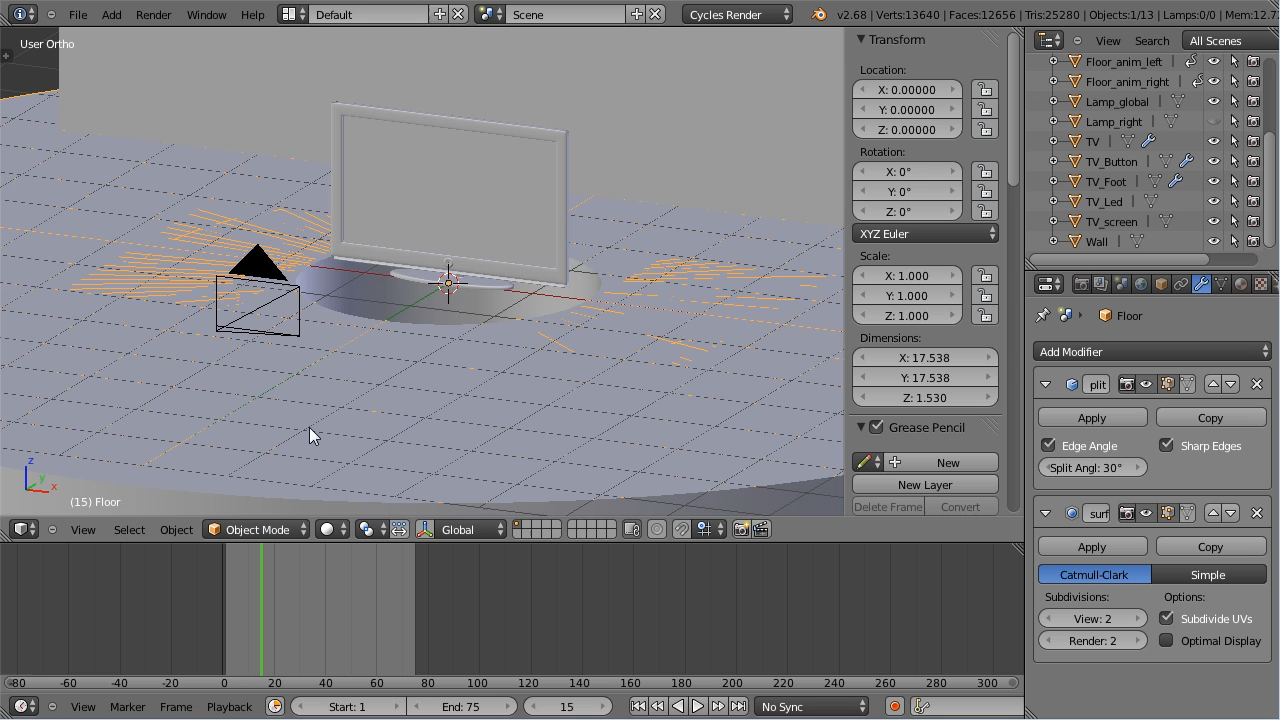 File Add Render Window Help Default Scene Cycles Render v2.68 | Verts:13640 | Faces:12656 | Tris:25280 | Objects:1/13 | Lamps:0/0 | Mem:12.7
User Ortho
Transform
Location:
X: 0.00000
Y: 0.00000
Z: 0.00000
Rotation:
X: 0°
Y: 0°
Z: 0°
XYZ Euler
Scale:
X: 1.000
Y: 1.000
Z: 1.000
Dimensions:
X: 17.538
Y: 17.538
Z: 1.530
Grease Pencil
New
New Layer
Delete Frame Convert
z
y
x
(15) Floor
View Select Object Object Mode Global
View Search All Scenes
Floor_anim_left
Floor_anim_right
Lamp_global
Lamp_right
TV
TV_Button
TV_Foot
TV_Led
TV_screen
Wall
Floor
Add Modifier
plit
Apply Copy
Edge Angle Sharp Edges
Split Angl: 30°
surf
Apply Copy
Catmull-Clark Simple
Subdivisions: Options:
View: 2 Subdivide UVs
Render: 2 Optimal Display
-80 -60 -40 -20 0 20 40 60 80 100 120 140 160 180 200 220 240 260 280 300
View Marker Frame Playback Start: 1 End: 75 15 No Sync